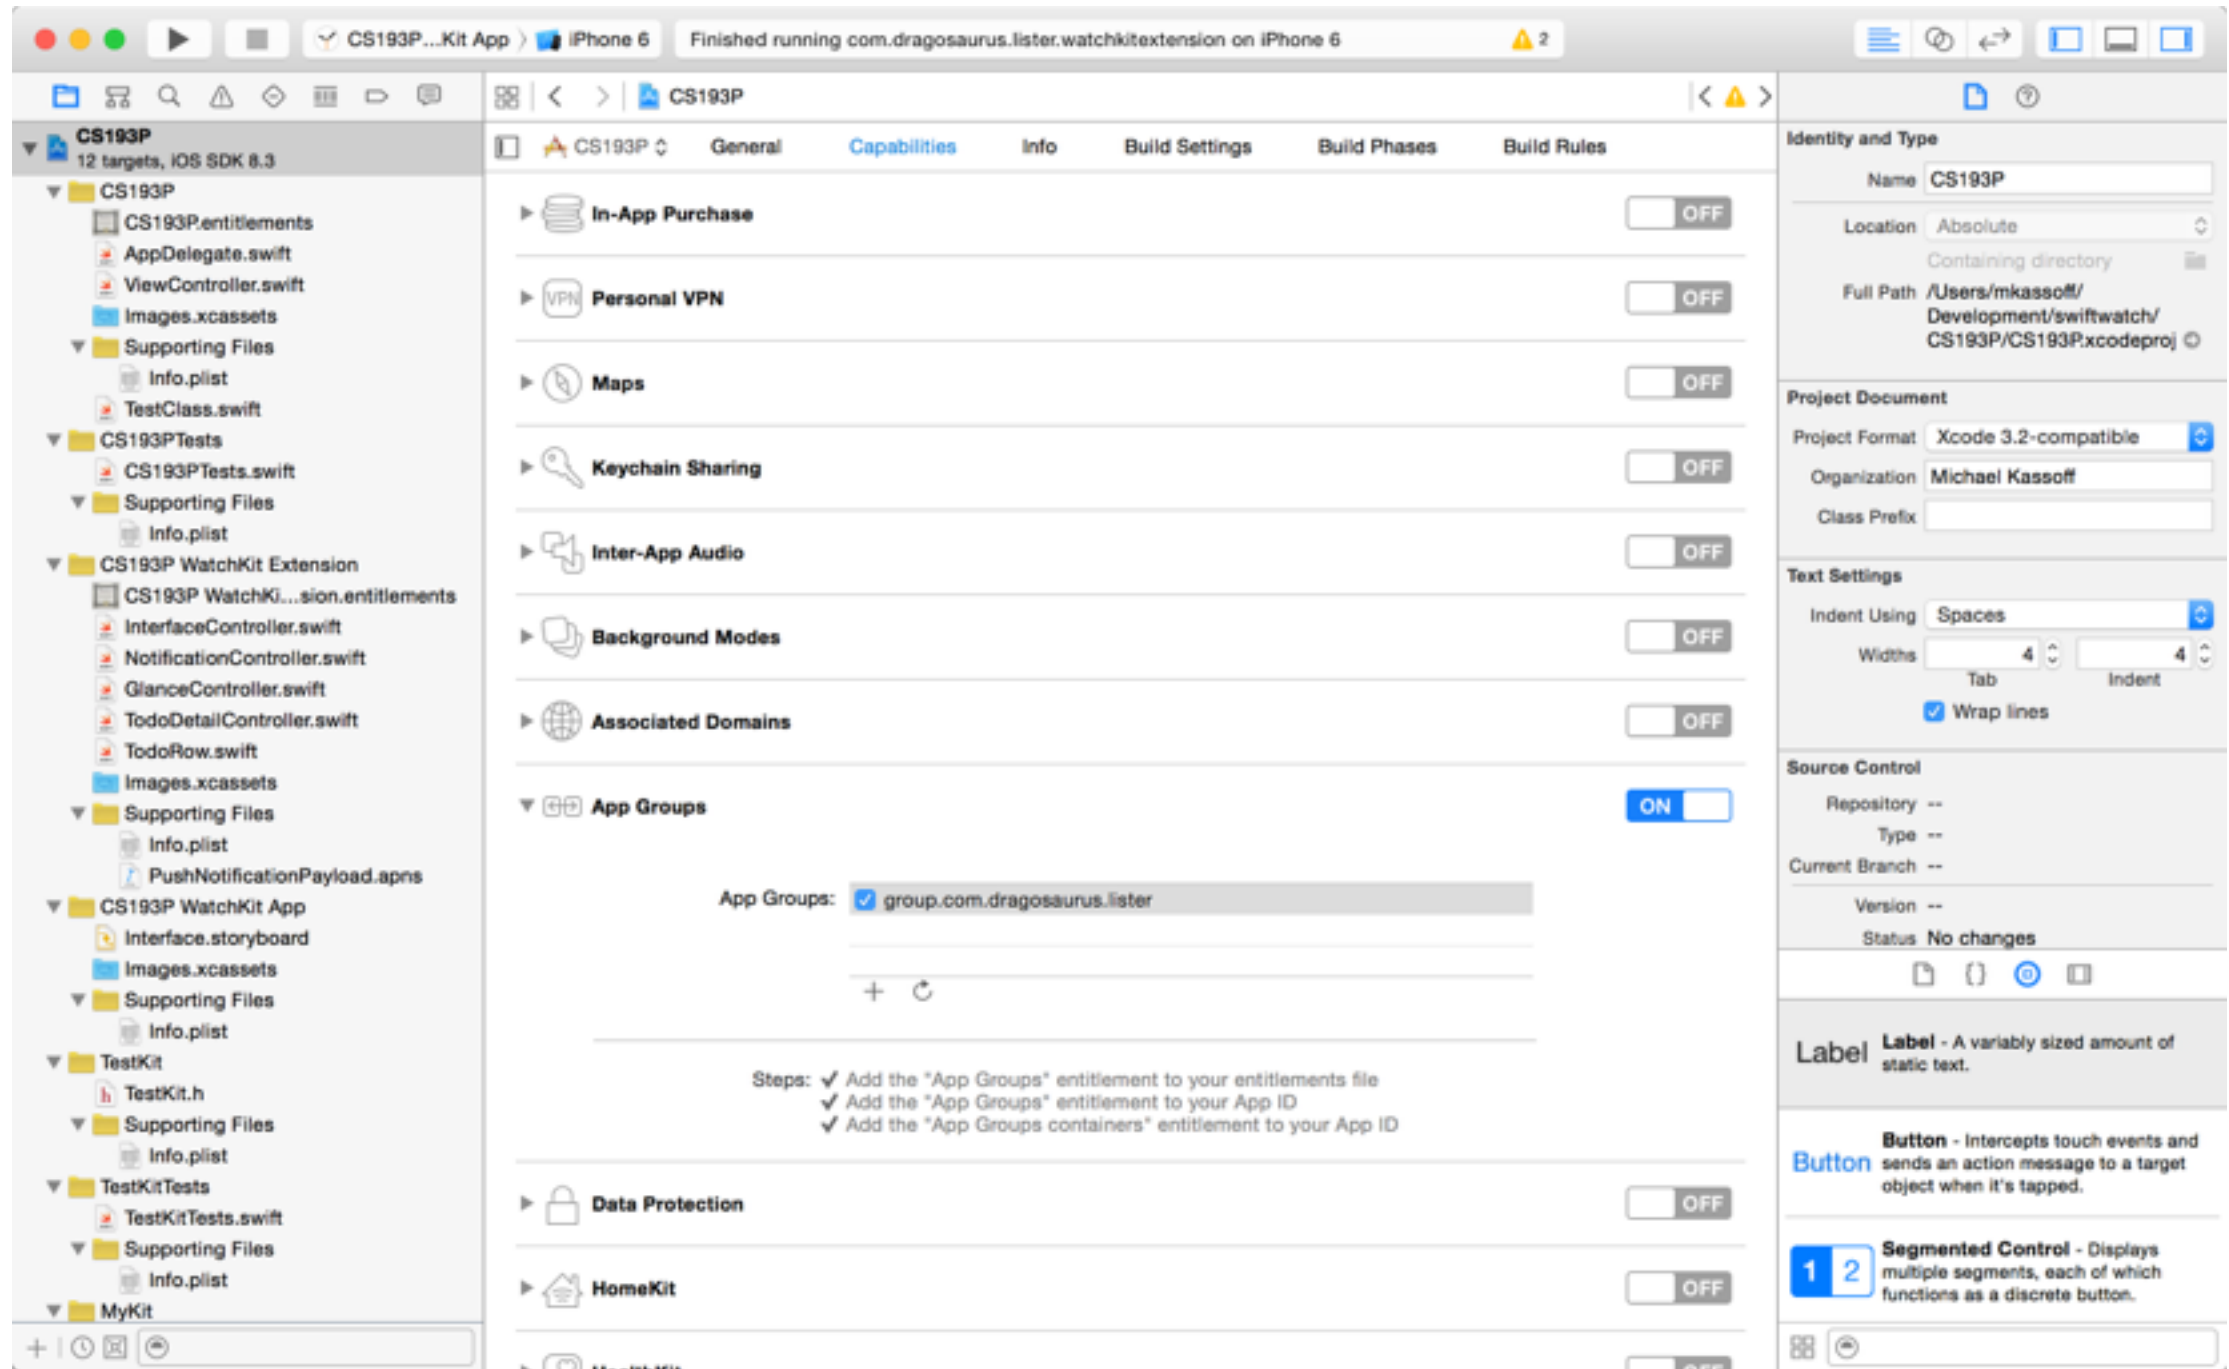 CS193P...Kit App
iPhone 6
Finished running com.dragosaurus.lister.watchkitextension on iPhone 6
2
CS193P
12 targets, iOS SDK 8.3
CS193P
CS193P.entitlements
AppDelegate.swift
ViewController.swift
Images.xcassets
Supporting Files
Info.plist
TestClass.swift
CS193PTests
CS193PTests.swift
Supporting Files
Info.plist
CS193P WatchKit Extension
CS193P WatchKi...sion.entitlements
InterfaceController.swift
NotificationController.swift
GlanceController.swift
TodoDetailController.swift
TodoRow.swift
Images.xcassets
Supporting Files
Info.plist
PushNotificationPayload.apns
CS193P WatchKit App
Interface.storyboard
Images.xcassets
Supporting Files
Info.plist
TestKit
TestKit.h
Supporting Files
Info.plist
TestKitTests
TestKitTests.swift
Supporting Files
Info.plist
MyKit
CS193P
CS193P General Capabilities Info Build Settings Build Phases Build Rules
In-App Purchase OFF
VPN Personal VPN OFF
Maps OFF
Keychain Sharing OFF
Inter-App Audio OFF
Background Modes OFF
Associated Domains OFF
App Groups ON
App Groups: group.com.dragosaurus.lister
Steps: ✓ Add the "App Groups" entitlement to your entitlements file
✓ Add the "App Groups" entitlement to your App ID
✓ Add the "App Groups containers" entitlement to your App ID
Data Protection OFF
HomeKit OFF
HealthKit OFF
Identity and Type
Name CS193P
Location Absolute
Containing directory
Full Path /Users/mkassoff/
Development/swiftwatch/
CS193P/CS193P.xcodeproj
Project Document
Project Format Xcode 3.2-compatible
Organization Michael Kassoff
Class Prefix
Text Settings
Indent Using Spaces
Widths 4 4
Tab Indent
Wrap lines
Source Control
Repository --
Type --
Current Branch --
Version --
Status No changes
Label Label - A variably sized amount of
static text.
Button - Intercepts touch events and
Button sends an action message to a target
object when it's tapped.
Segmented Control - Displays
1 2 multiple segments, each of which
functions as a discrete button.